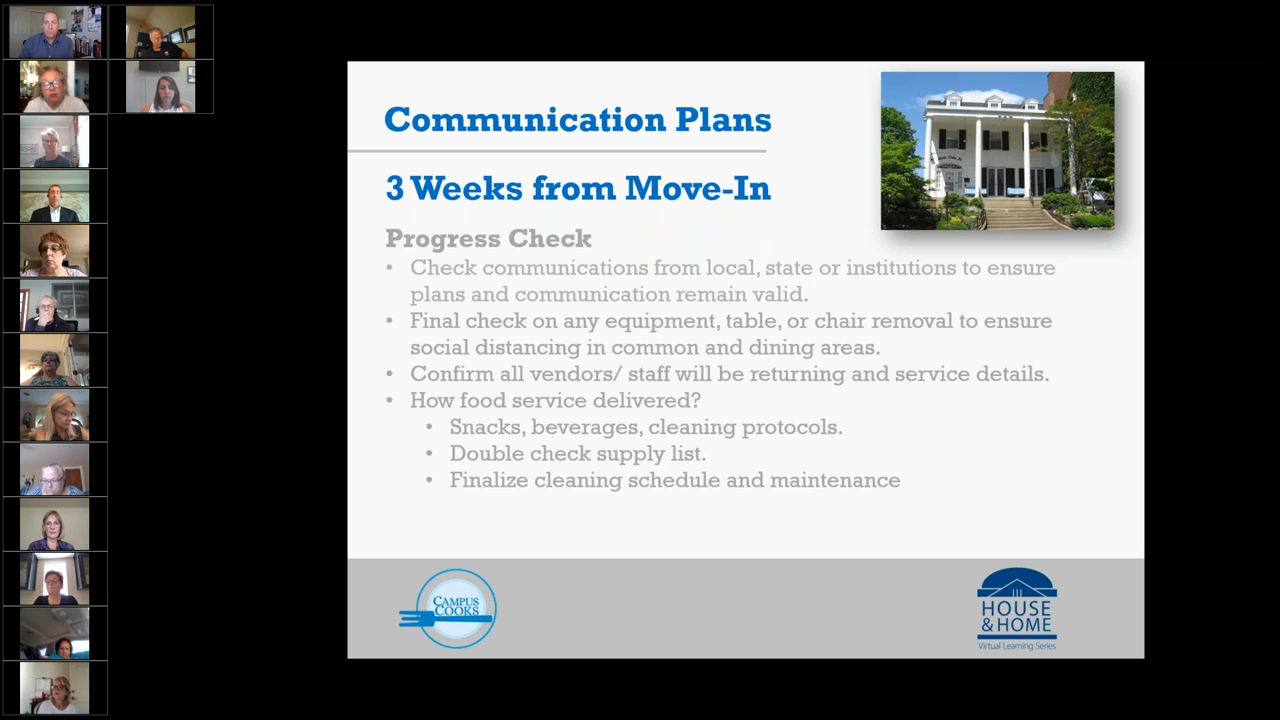 Communication Plans
3 Weeks from Move-In
Progress Check
• Check communications from local, state or institutions to ensure
plans and communication remain valid.
• Final check on any equipment, table, or chair removal to ensure
social distancing in common and dining areas.
• Confirm all vendors/ staff will be returning and service details.
• How food service delivered?
• Snacks, beverages, cleaning protocols.
• Double check supply list.
• Finalize cleaning schedule and maintenance
CAMPUS
COOKS
HOUSE
& HOME
Virtual Learning Series